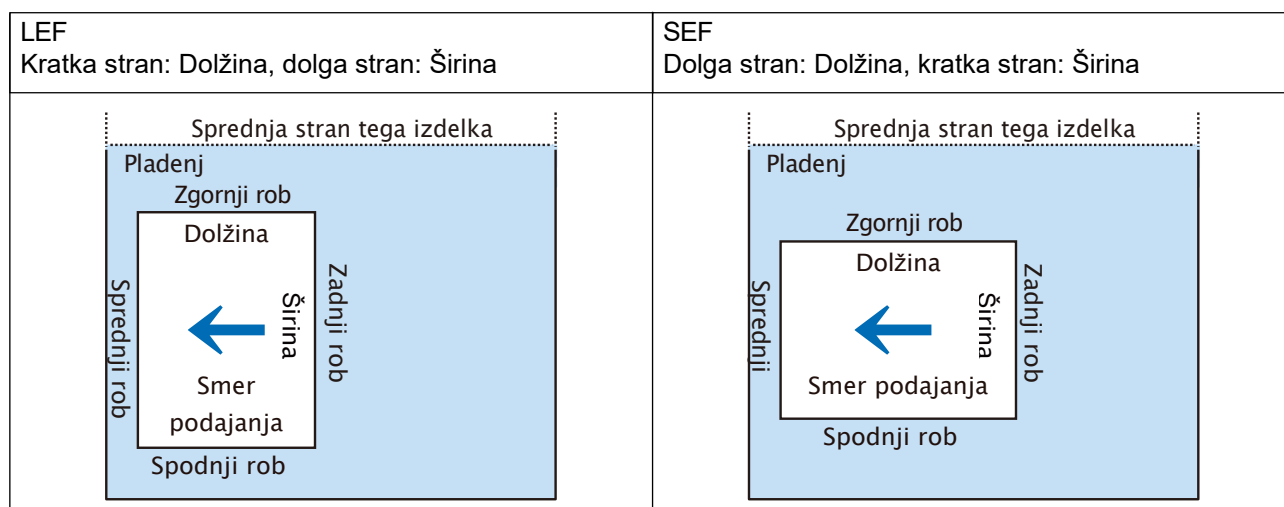 LEF
Kratka stran: Dolžina, dolga stran: Širina
Sprednja stran tega izdelka
Pladenj
Zgornji rob
Dolžina
Sprednji rob
Širina
Zadnji rob
Smer
podajanja
Spodnji rob
SEF
Dolga stran: Dolžina, kratka stran: Širina
Sprednja stran tega izdelka
Pladenj
Zgornji rob
Dolžina
Sprednji
Širina
Zadnji rob
Smer podajanja
Spodnji rob